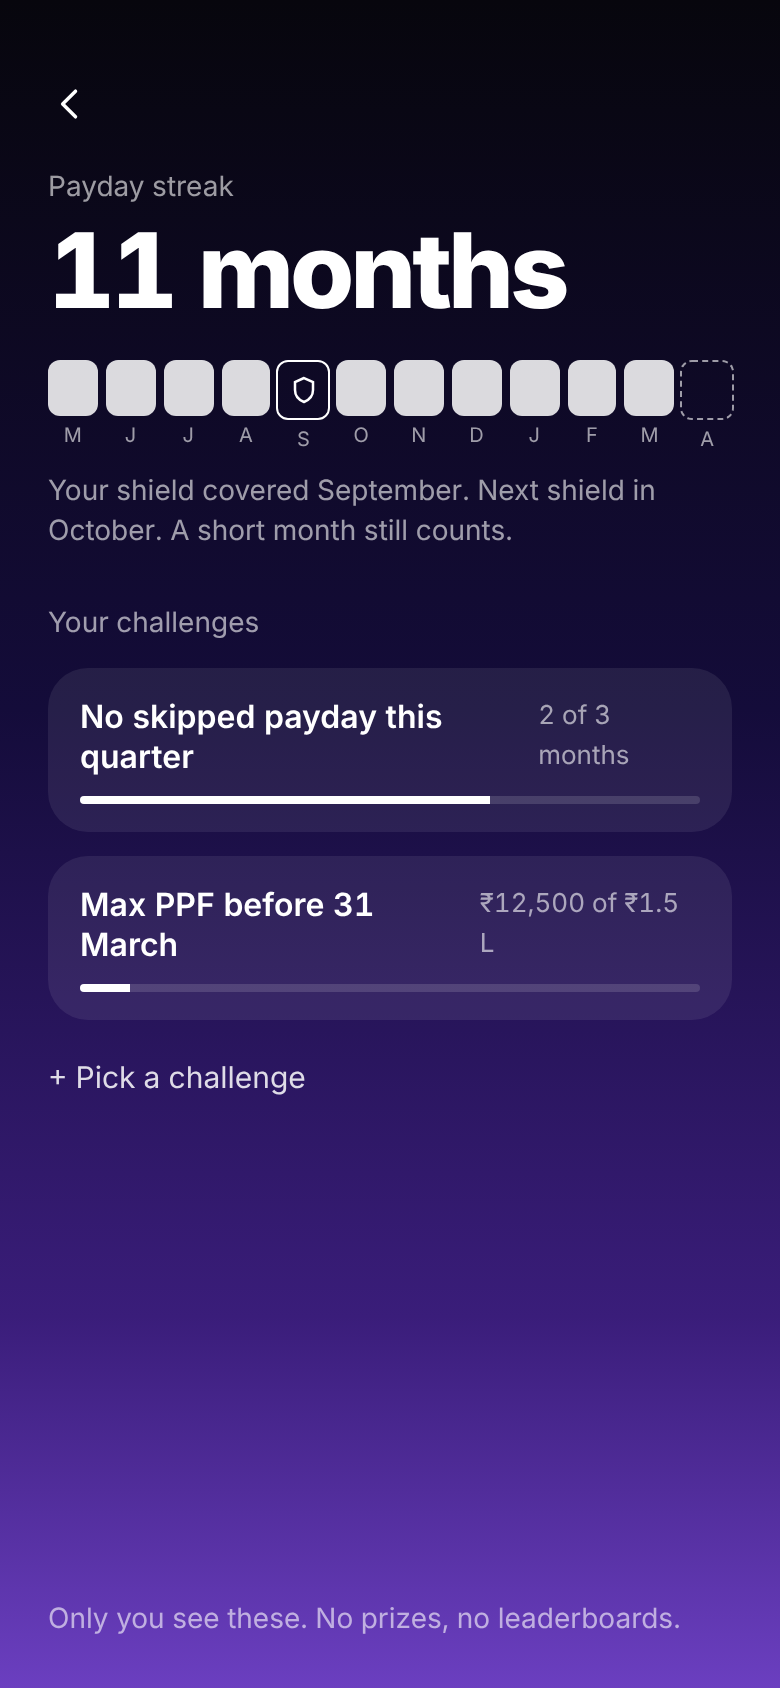 Payday streak
11 months
M J J A S O N D J F M A
Your shield covered September. Next shield in
October. A short month still counts.
Your challenges
No skipped payday this
quarter
2 of 3
months
Max PPF before 31
March
₹12,500 of ₹1.5
L
+ Pick a challenge
Only you see these. No prizes, no leaderboards.